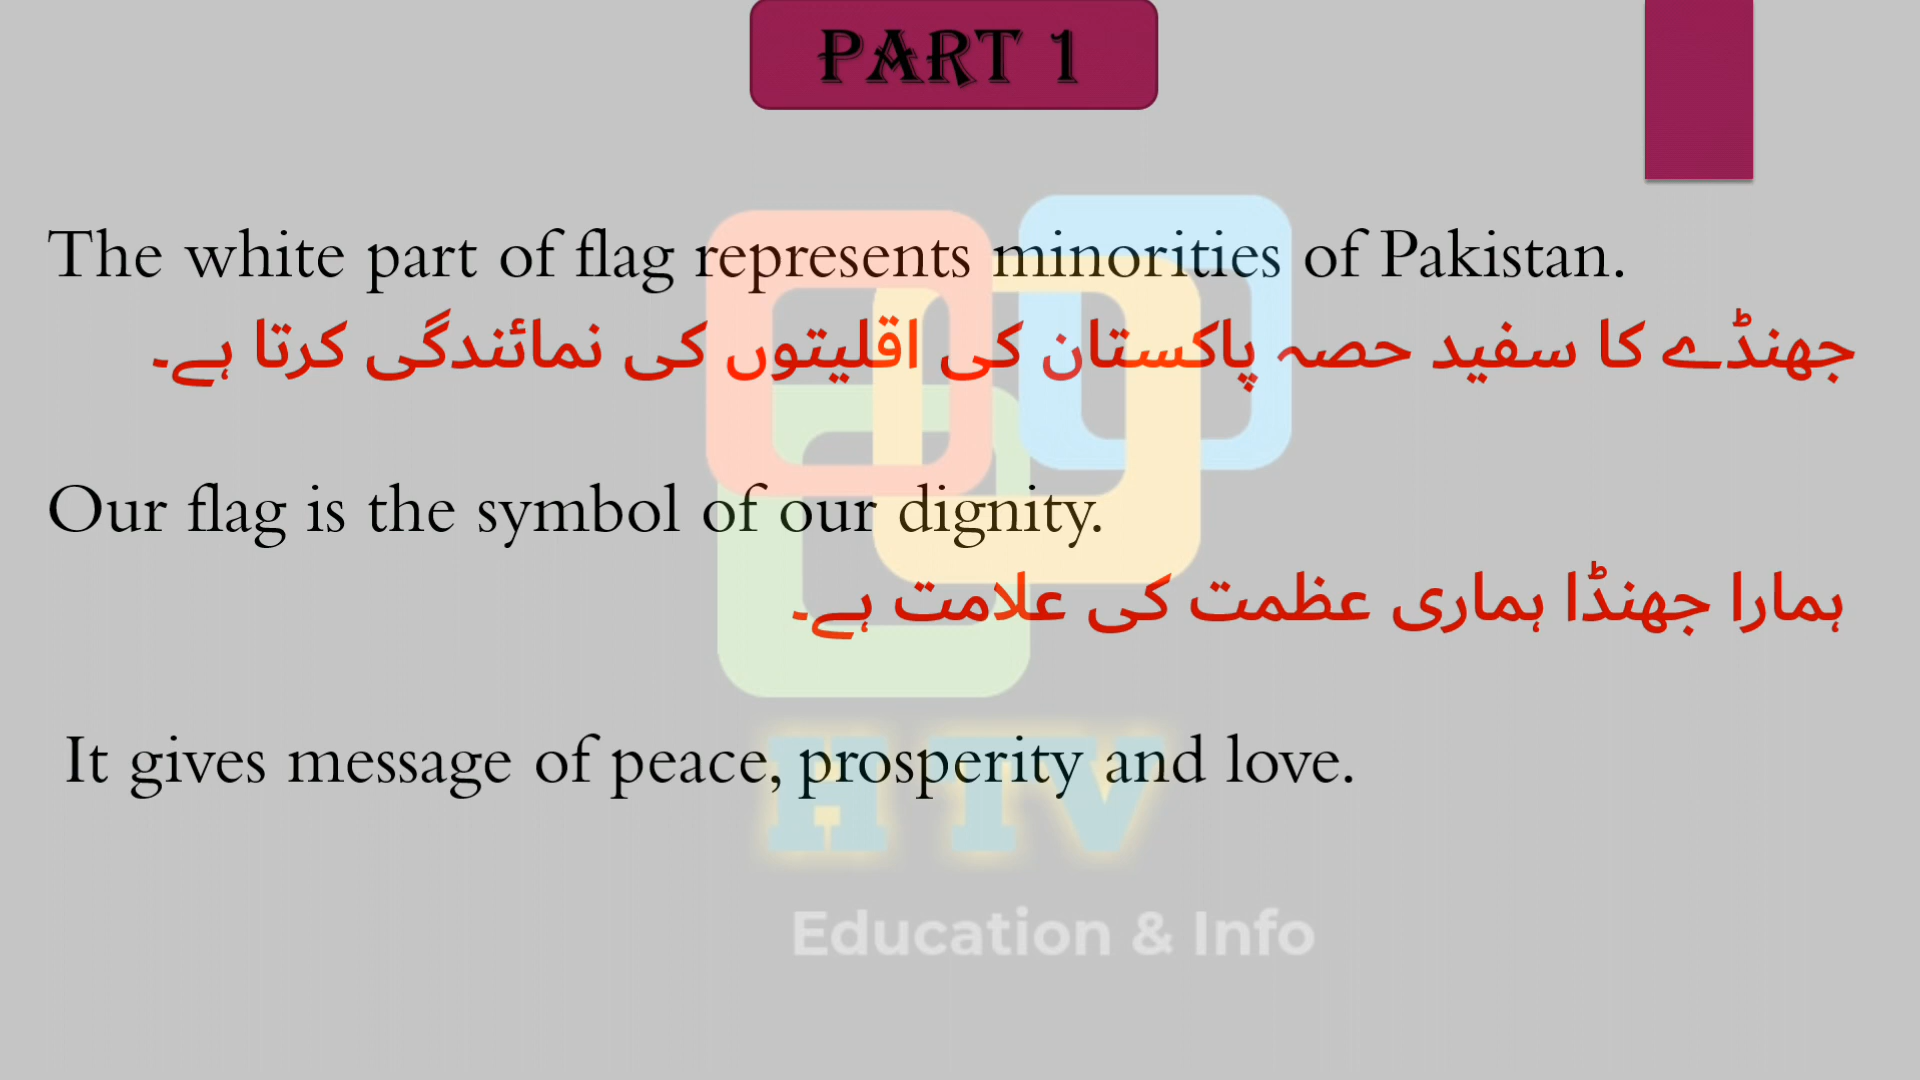 PART 1
The white part of flag represents minorities of Pakistan.
جھنڈے کا سفید حصہ پاکستان کی اقلیتوں کی نمائندگی کرتا ہے۔
Our flag is the symbol of our dignity.
ہمارا جھنڈا ہماری عظمت کی علامت ہے۔
It gives message of peace, prosperity and love.
H TV
Education & Info